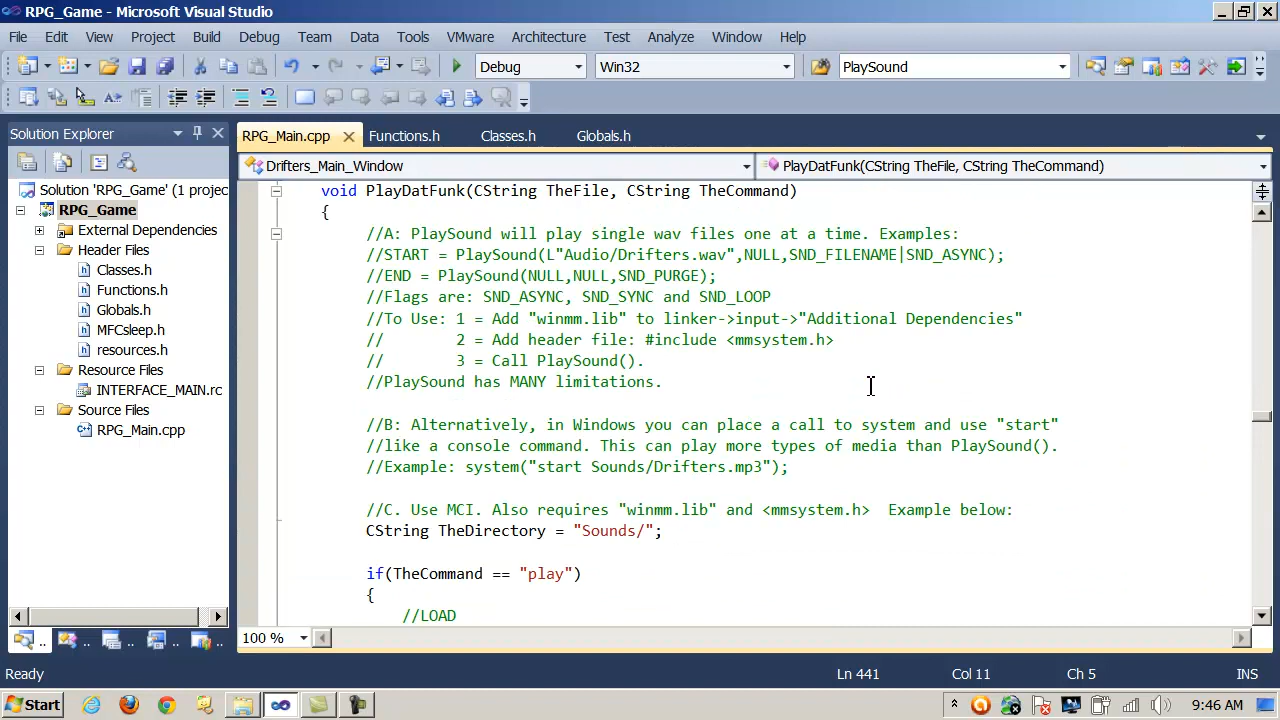 RPG_Game - Microsoft Visual Studio
File Edit View Project Build Debug Team Data Tools VMware Architecture Test Analyze Window Help
Debug Win32 PlaySound
Solution Explorer
RPG_Main.cpp Functions.h Classes.h Globals.h
Drifters_Main_Window PlayDatFunk(CString TheFile, CString TheCommand)
Solution 'RPG_Game' (1 projec
RPG_Game
External Dependencies
Header Files
Classes.h
Functions.h
Globals.h
MFCsleep.h
resources.h
Resource Files
INTERFACE_MAIN.rc
Source Files
RPG_Main.cpp
void PlayDatFunk(CString TheFile, CString TheCommand)
{
//A: PlaySound will play single wav files one at a time. Examples:
//START = PlaySound(L"Audio/Drifters.wav",NULL,SND_FILENAME|SND_ASYNC);
//END = PlaySound(NULL,NULL,SND_PURGE);
//Flags are: SND_ASYNC, SND_SYNC and SND_LOOP
//To Use: 1 = Add "winmm.lib" to linker->input->"Additional Dependencies"
// 2 = Add header file: #include <mmsystem.h>
// 3 = Call PlaySound().
//PlaySound has MANY limitations.
//B: Alternatively, in Windows you can place a call to system and use "start"
//like a console command. This can play more types of media than PlaySound().
//Example: system("start Sounds/Drifters.mp3");
//C. Use MCI. Also requires "winmm.lib" and <mmsystem.h>  Example below:
CString TheDirectory = "Sounds/";
if(TheCommand == "play")
{
//LOAD
100 %
Ready Ln 441 Col 11 Ch 5 INS
Start 9:46 AM